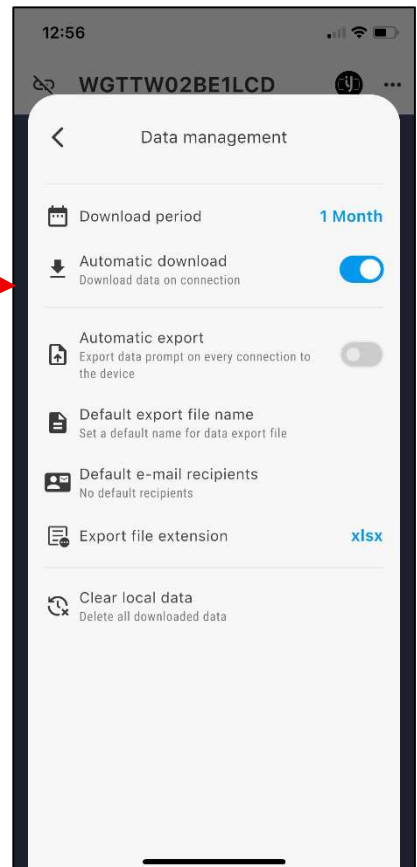 12:56
WGTTW02BE1LCD
Data management
Download period 1 Month
Automatic download
Download data on connection
Automatic export
Export data prompt on every connection to
the device
Default export file name
Set a default name for data export file
Default e-mail recipients
No default recipients
Export file extension xlsx
Clear local data
Delete all downloaded data